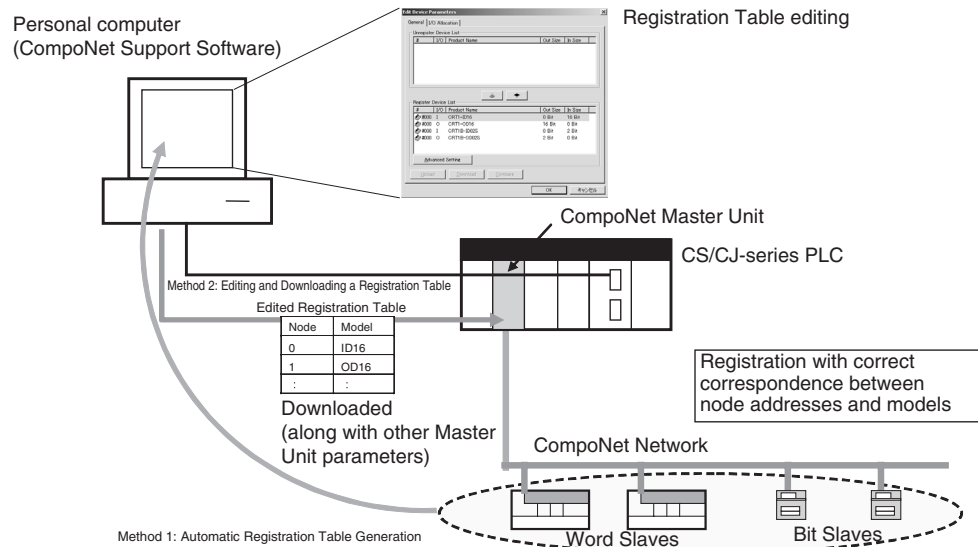 Personal computer
(CompoNet Support Software)
Edit Device Parameters
General I/O Allocation
Unregister Device List
# I/O Product Name Out Size In Size
Register Device List
# I/O Product Name Out Size In Size
#000 I CRT1-ID16 0 Bit 16 Bit
#000 O CRT1-OD16 16 Bit 0 Bit
#000 I CRT1B-ID02S 0 Bit 2 Bit
#000 O CRT1B-OD02S 2 Bit 0 Bit
Advanced Setting
Upload Download Compare
OK キャンセル
Registration Table editing
CompoNet Master Unit
CS/CJ-series PLC
Method 2: Editing and Downloading a Registration Table
Edited Registration Table
Node Model
0 ID16
1 OD16
: :
Downloaded
(along with other Master
Unit parameters)
Registration with correct
correspondence between
node addresses and models
CompoNet Network
Method 1: Automatic Registration Table Generation
Word Slaves
Bit Slaves